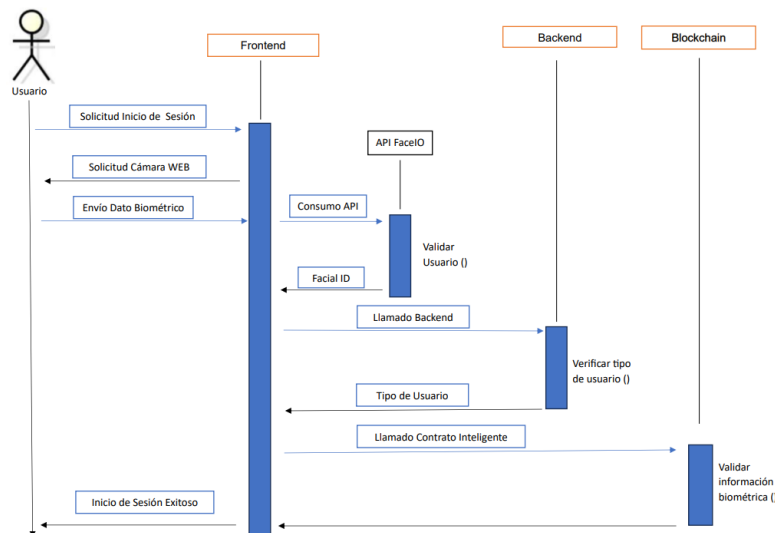 Frontend
Backend
Blockchain
Usuario
Solicitud Inicio de Sesión
API FaceIO
Solicitud Cámara WEB
Envío Dato Biométrico
Consumo API
Validar
Usuario ()
Facial ID
Llamado Backend
Verificar tipo
de usuario ()
Tipo de Usuario
Llamado Contrato Inteligente
Validar
información
biométrica ()
Inicio de Sesión Exitoso